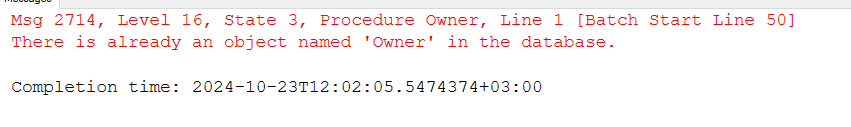 Msg 2714, Level 16, State 3, Procedure Owner, Line 1 [Batch Start Line 50]
There is already an object named 'Owner' in the database.
Completion time: 2024-10-23T12:02:05.5474374+03:00